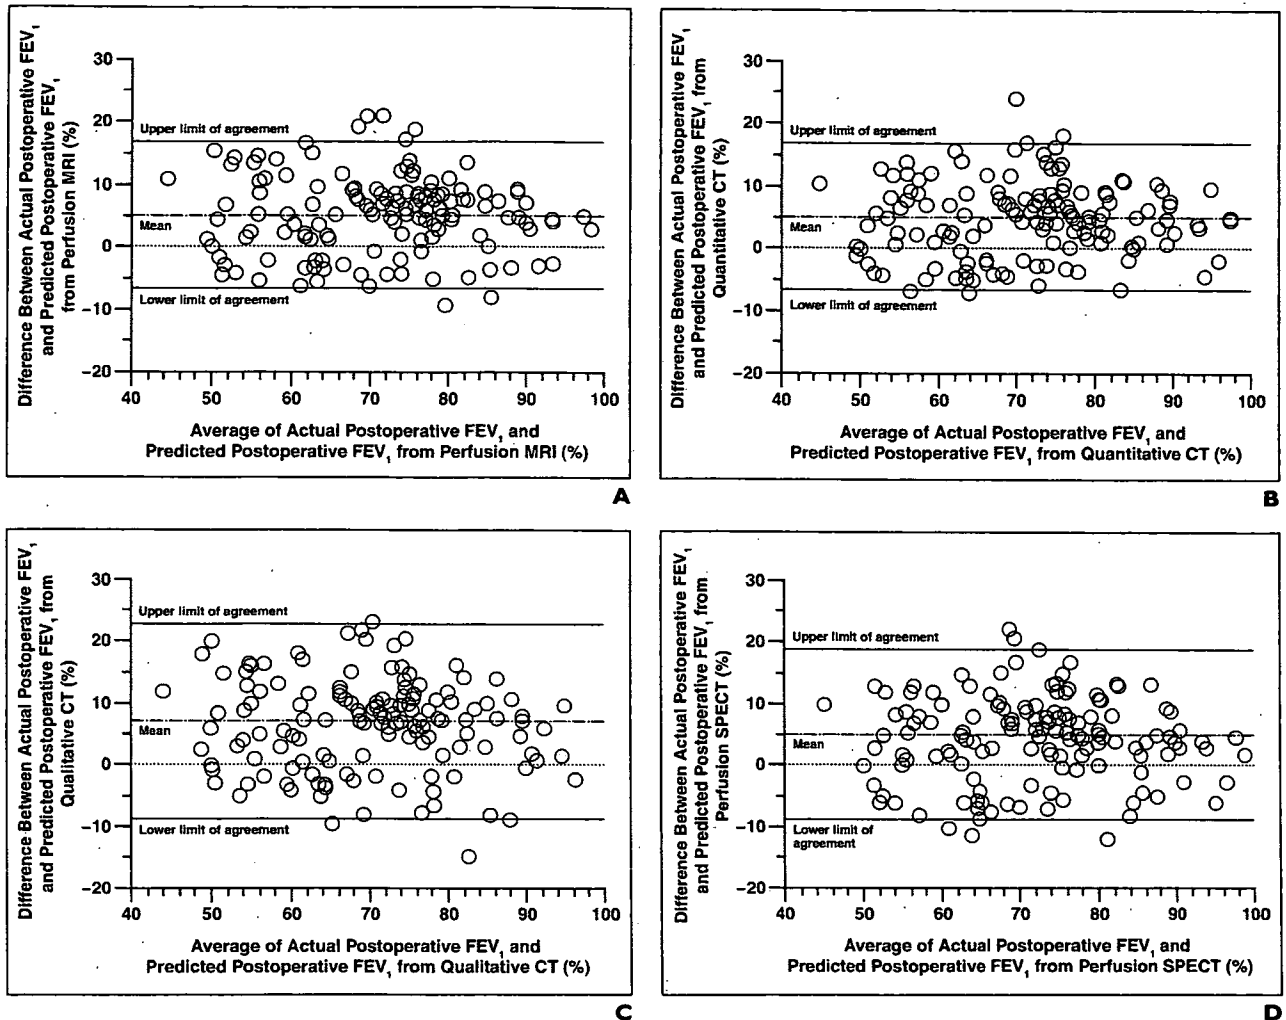 Difference Between Actual Postoperative FEV1
and Predicted Postoperative FEV1
from Perfusion MRI (%)
30
20
10
0
−10
−20
Upper limit of agreement
Mean
Lower limit of agreement
40 50 60 70 80 90 100
Average of Actual Postoperative FEV1 and
Predicted Postoperative FEV1 from Perfusion MRI (%)
A
Difference Between Actual Postoperative FEV1
and Predicted Postoperative FEV1 from
Quantitative CT (%)
30
20
10
0
−10
−20
Upper limit of agreement
Mean
Lower limit of agreement
40 50 60 70 80 90 100
Average of Actual Postoperative FEV1 and
Predicted Postoperative FEV1 from Quantitative CT (%)
B
Difference Between Actual Postoperative FEV1
and Predicted Postoperative FEV1 from
Qualitative CT (%)
30
20
10
0
−10
−20
Upper limit of agreement
Mean
Lower limit of agreement
40 50 60 70 80 90 100
Average of Actual Postoperative FEV1 and
Predicted Postoperative FEV1 from Qualitative CT (%)
C
Difference Between Actual Postoperative FEV1
and Predicted Postoperative FEV1 from
Perfusion SPECT (%)
30
20
10
0
−10
−20
Upper limit of agreement
Mean
Lower limit of
agreement
40 50 60 70 80 90 100
Average of Actual Postoperative FEV1 and
Predicted Postoperative FEV1 from Perfusion SPECT (%)
D